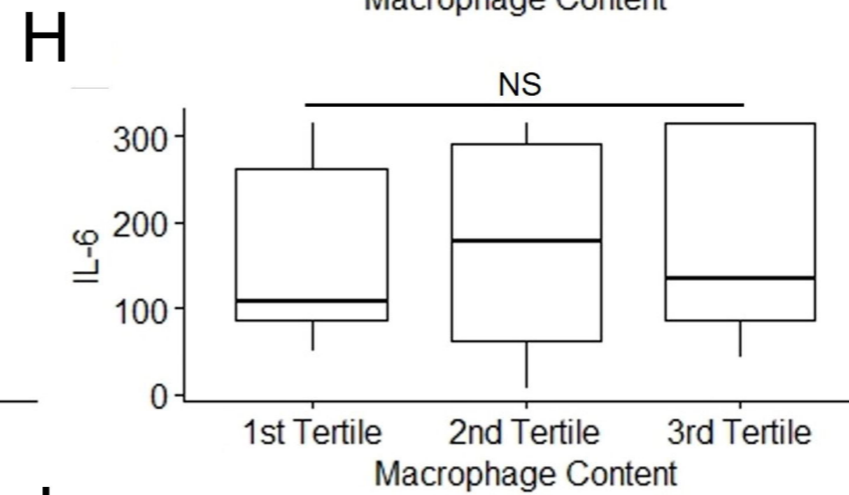 Macrophage Content
H
NS
300
200
100
0
IL-6
1st Tertile 2nd Tertile 3rd Tertile
Macrophage Content